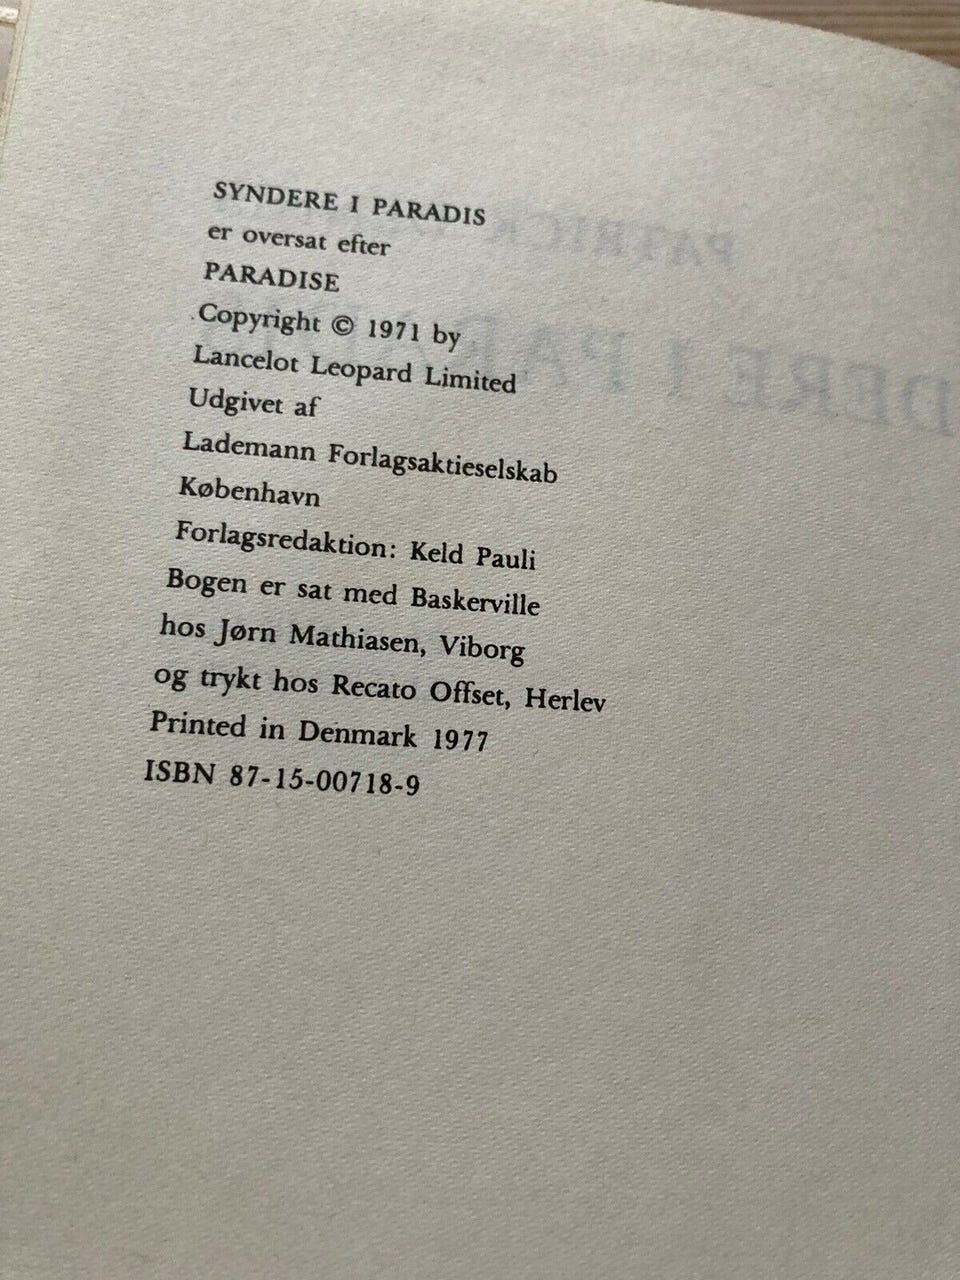 SYNDERE I PARADIS
er oversat efter
PARADISE
Copyright © 1971 by
Lancelot Leopard Limited
Udgivet af
Lademann Forlagsaktieselskab
København
Forlagsredaktion: Keld Pauli
Bogen er sat med Baskerville
hos Jørn Mathiasen, Viborg
og trykt hos Recato Offset, Herlev
Printed in Denmark 1977
ISBN 87-15-00718-9